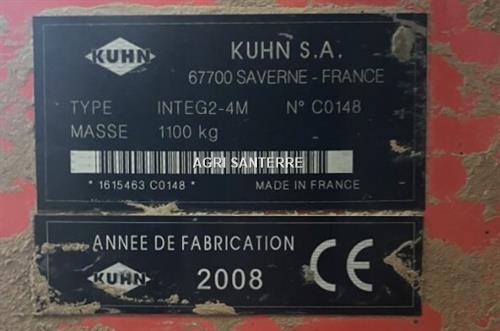 KUHN
KUHN S.A.
67700 SAVERNE - FRANCE
TYPE INTEG2-4M N° C0148
MASSE 1100 kg
AGRI SANTERRE
* 1615463 C0148 * MADE IN FRANCE
ANNEE DE FABRICATION
KUHN 2008 CE